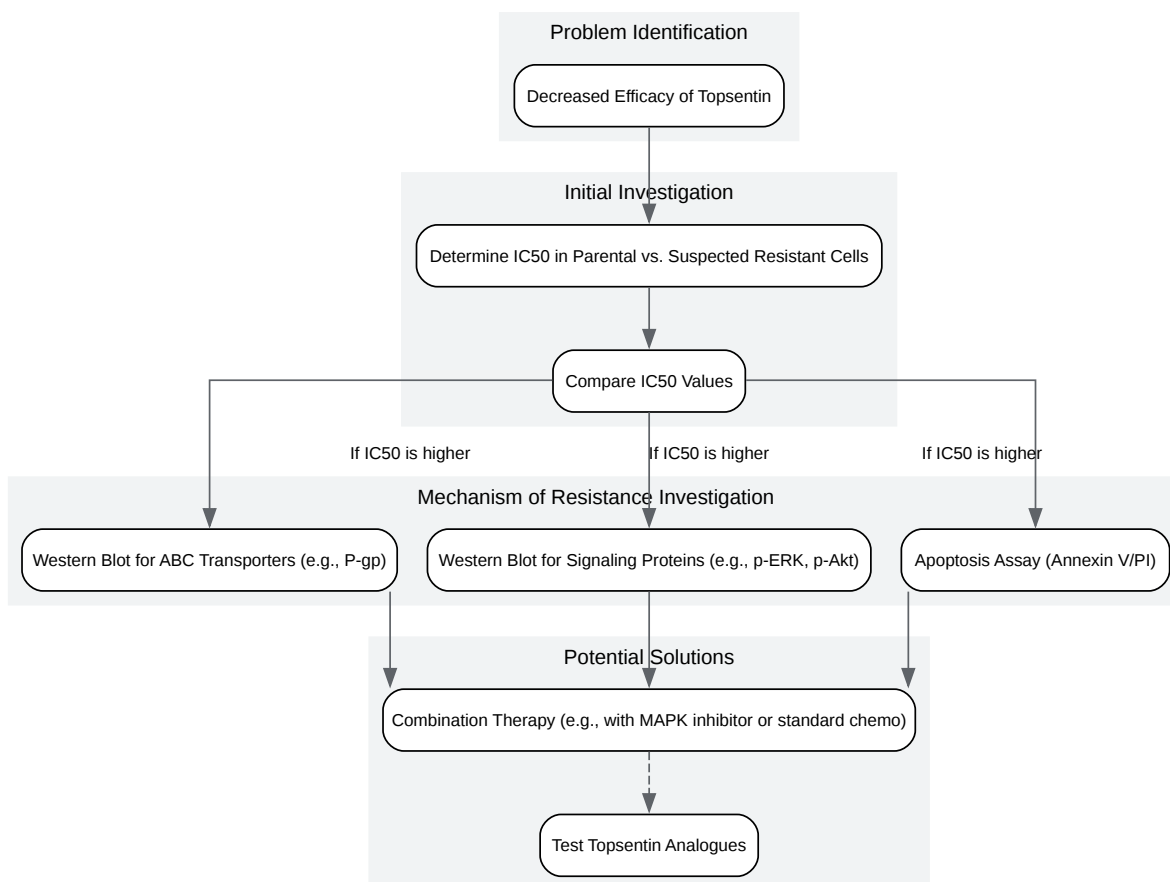 Problem Identification
Decreased Efficacy of Topsentin
Initial Investigation
Determine IC50 in Parental vs. Suspected Resistant Cells
Compare IC50 Values
If IC50 is higher
If IC50 is higher
If IC50 is higher
Mechanism of Resistance Investigation
Western Blot for ABC Transporters (e.g., P-gp)
Western Blot for Signaling Proteins (e.g., p-ERK, p-Akt)
Apoptosis Assay (Annexin V/PI)
Potential Solutions
Combination Therapy (e.g., with MAPK inhibitor or standard chemo)
Test Topsentin Analogues